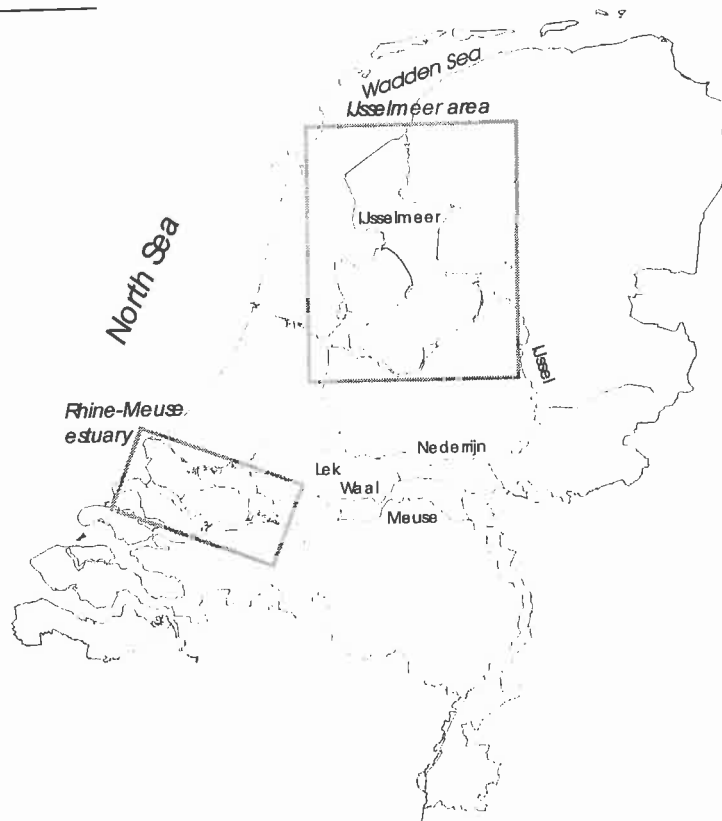 Wadden Sea
IJsselmeer area
IJsselmeer
North Sea
IJssel
Rhine-Meuse
estuary
Nederrijn
Lek
Waal
Meuse